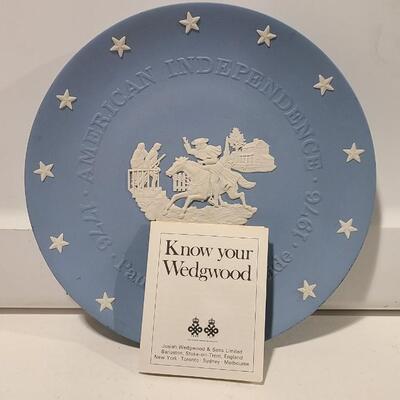 1776 · AMERICAN INDEPENDENCE · 1976
Know your
Wedgwood
Josiah Wedgwood & Sons Limited
Barlaston, Stoke-on-Trent, England
New York · Toronto · Sydney · Melbourne